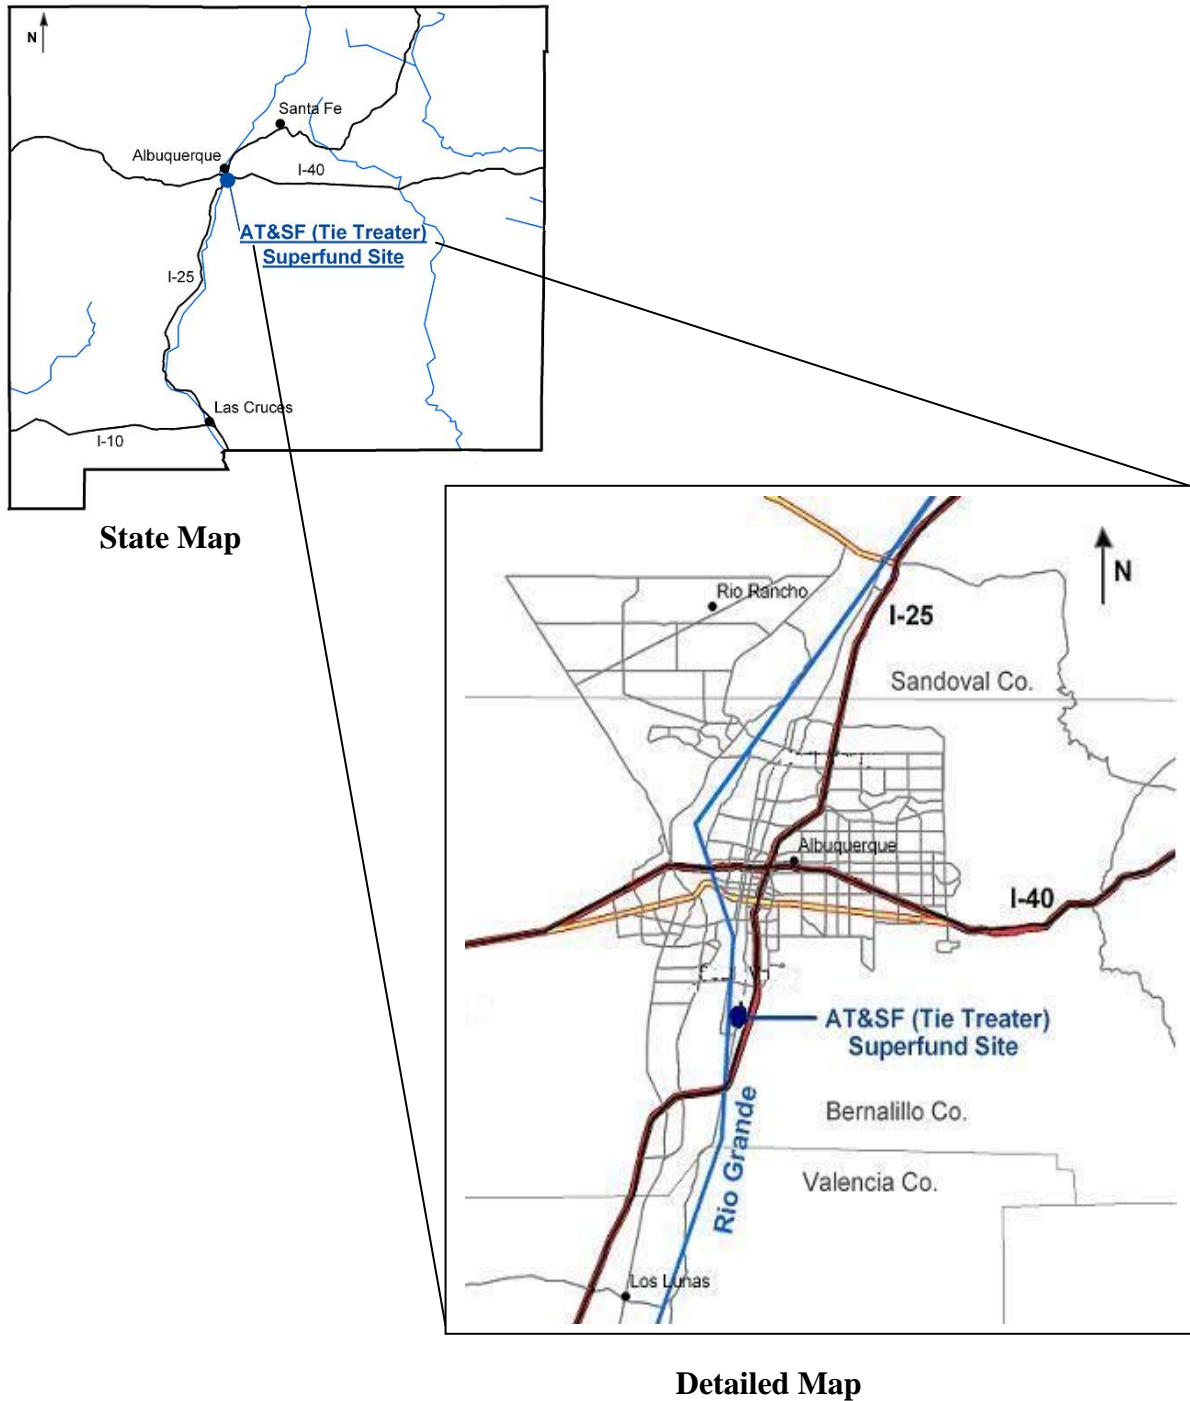 N
Santa Fe
Albuquerque
I-40
AT&SF (Tie Treater)
Superfund Site
I-25
Las Cruces
I-10
State Map
N
Rio Rancho
I-25
Sandoval Co.
Albuquerque
I-40
AT&SF (Tie Treater)
Superfund Site
Bernalillo Co.
Rio Grande
Valencia Co.
Los Lunas
Detailed Map